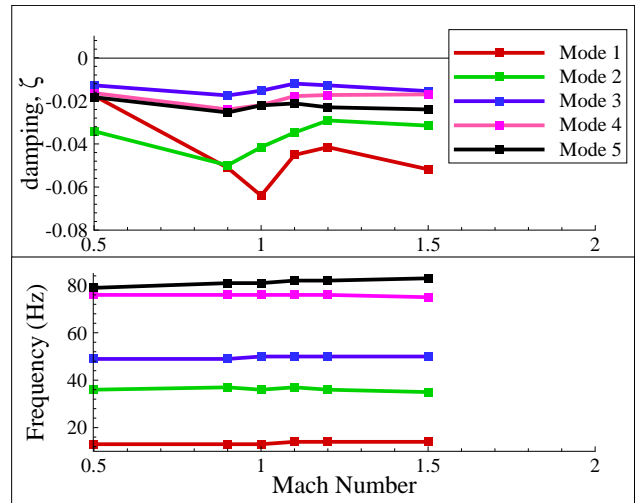 damping, ζ
0
-0.02
-0.04
-0.06
-0.08
0.5
1
1.5
2
Mode 1
Mode 2
Mode 3
Mode 4
Mode 5
Frequency (Hz)
80
60
40
20
0.5
1
1.5
2
Mach Number